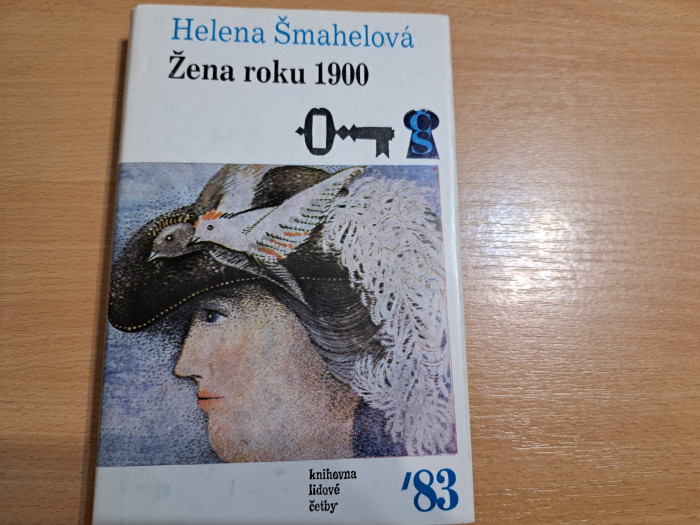 Helena Šmahelová
Žena roku 1900
ČS
knihovna
lidové
četby
'83